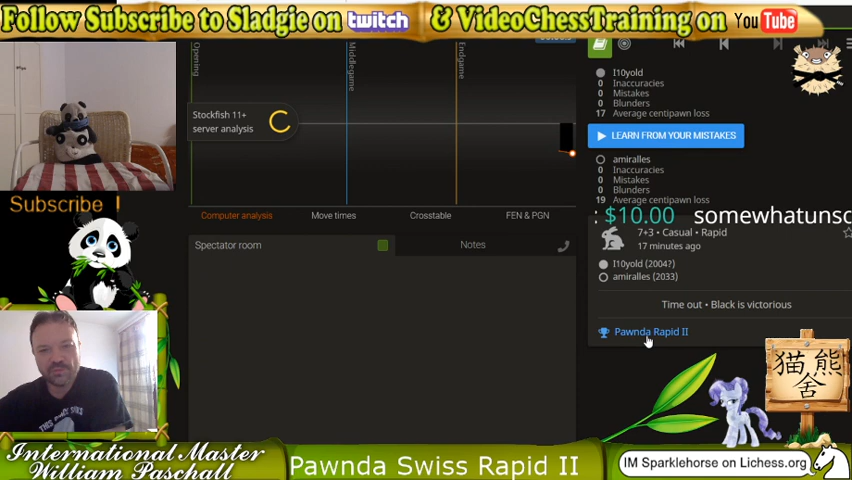 Follow Subscribe to Sladgie on twitch & VideoChessTraining on YouTube
Opening
Middlegame
Endgame
Stockfish 11+
server analysis
Computer analysis
Move times
Crosstable
FEN & PGN
Spectator room
Notes
l10yold
0 Inaccuracies
0 Mistakes
0 Blunders
17 Average centipawn loss
LEARN FROM YOUR MISTAKES
amiralles
0 Inaccuracies
0 Mistakes
0 Blunders
19 Average centipawn loss
: $10.00 somewhatunsc
7+3 • Casual • Rapid
17 minutes ago
l10yold (2004?)
amiralles (2033)
Time out • Black is victorious
Pawnda Rapid II
Subscribe !
猫熊
舍
International Master
William Paschall
Pawnda Swiss Rapid II
IM Sparklehorse on Lichess.org